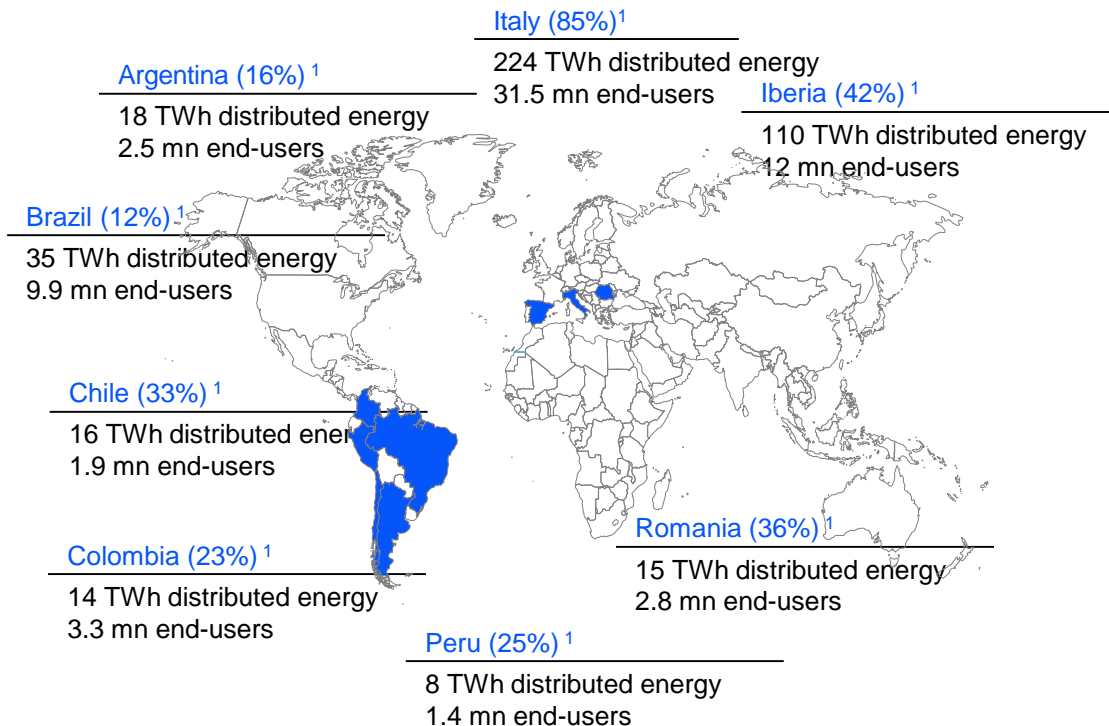 Italy (85%)¹
224 TWh distributed energy
31.5 mn end-users
Argentina (16%) ¹
18 TWh distributed energy
2.5 mn end-users
Iberia (42%) ¹
110 TWh distributed energy
12 mn end-users
Brazil (12%) ¹
35 TWh distributed energy
9.9 mn end-users
Chile (33%) ¹
16 TWh distributed ener
1.9 mn end-users
Romania (36%) ¹
15 TWh distributed energy
2.8 mn end-users
Colombia (23%) ¹
14 TWh distributed energy
3.3 mn end-users
Peru (25%) ¹
8 TWh distributed energy
1.4 mn end-users